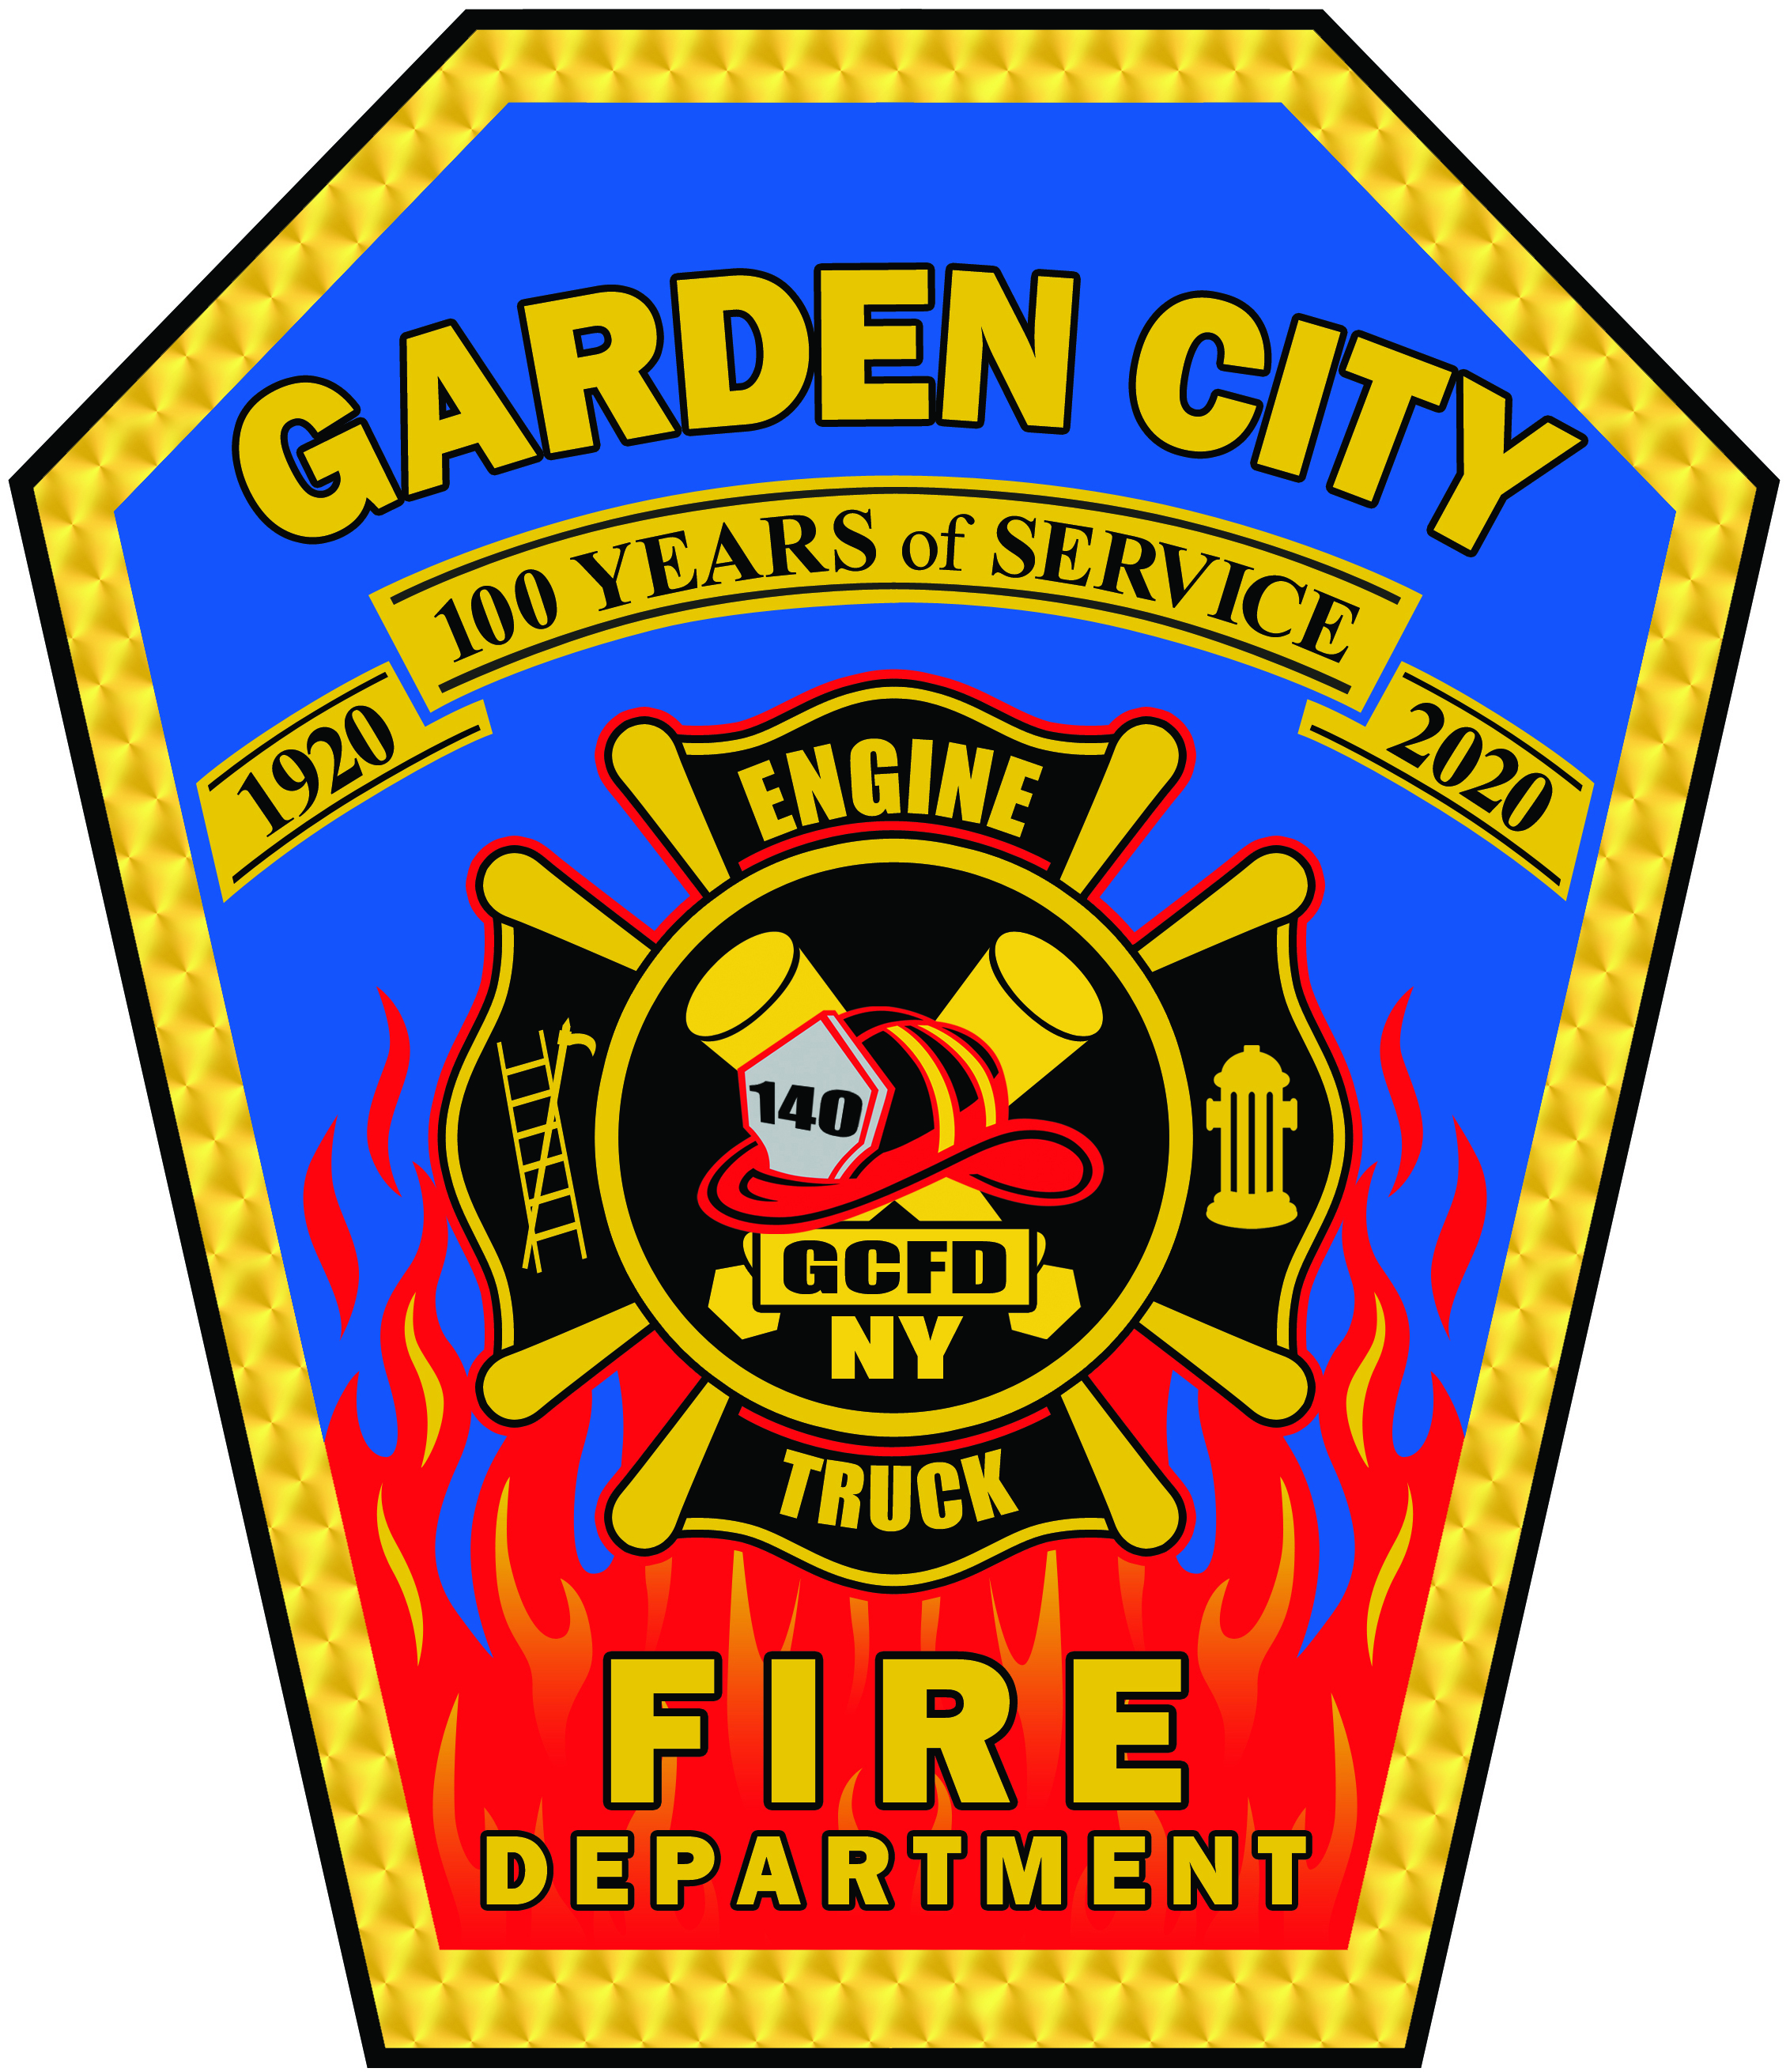 GARDEN CITY
100 YEARS of SERVICE
1920
2020
ENGINE
140
GCFD
NY
TRUCK
FIRE
DEPARTMENT